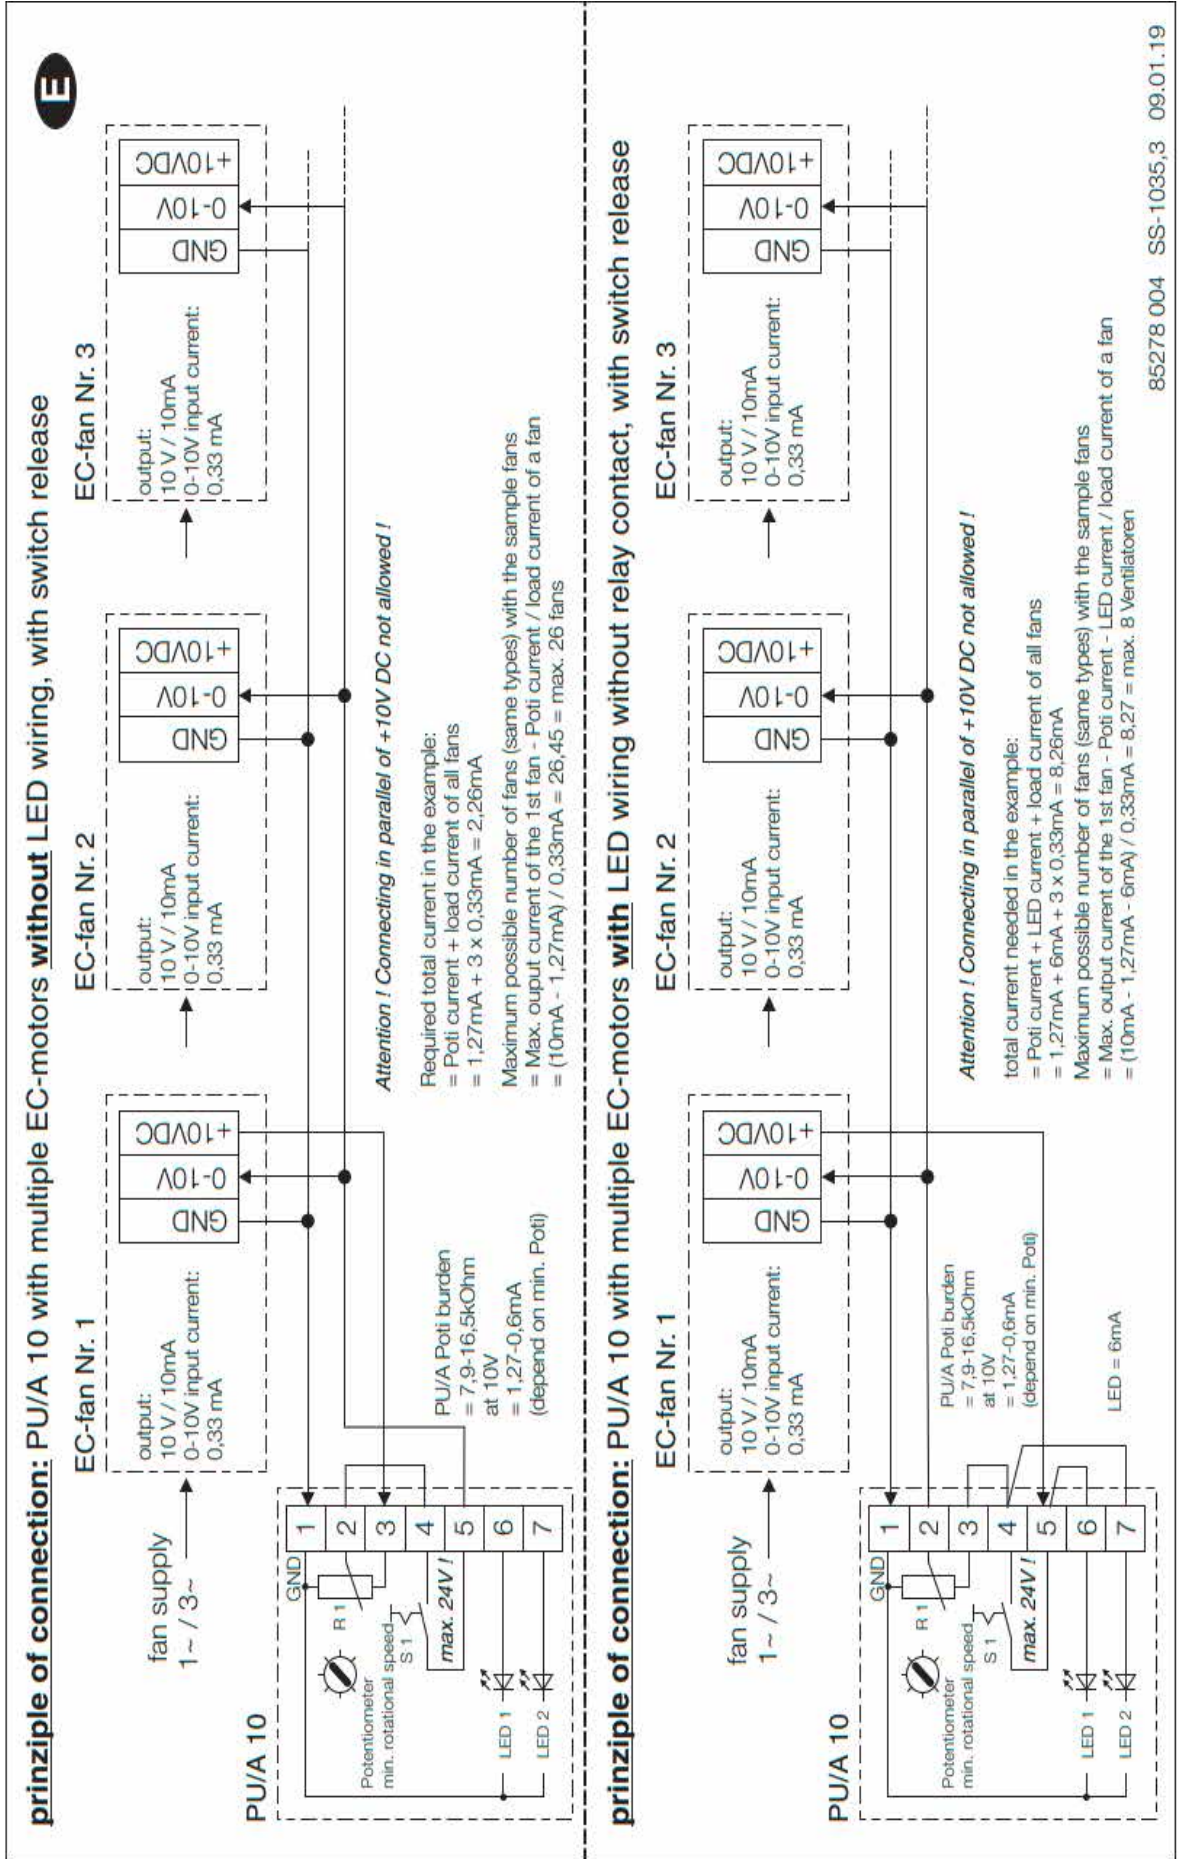 prinziple of connection: PU/A 10 with multiple EC-motors without LED wiring, with switch release
E
fan supply
1~ / 3~
EC-fan Nr. 1
output:
10 V / 10mA
0-10V input current:
0,33 mA
GND
0-10V
+10VDC
EC-fan Nr. 2
output:
10 V / 10mA
0-10V input current:
0,33 mA
GND
0-10V
+10VDC
EC-fan Nr. 3
output:
10 V / 10mA
0-10V input current:
0,33 mA
GND
0-10V
+10VDC
PU/A 10
GND
1
2
3
4
5
6
7
R 1
Potentiometer
min. rotational speed
S 1
max. 24V !
LED 1
LED 2
PU/A Poti burden
= 7,9-16,5kOhm
at 10V
= 1,27-0,6mA
(depend on min. Poti)
Attention ! Connecting in parallel of +10V DC not allowed !
Required total current in the example:
= Poti current + load current of all fans
= 1,27mA + 3 x 0,33mA = 2,26mA
Maximum possible number of fans (same types) with the sample fans
= Max. ouput current of the 1st fan - Poti current / load current of a fan
= (10mA - 1,27mA) / 0,33mA = 26,45 = max. 26 fans
prinziple of connection: PU/A 10 with multiple EC-motors with LED wiring without relay contact, with switch release
fan supply
1~ / 3~
EC-fan Nr. 1
output:
10 V / 10mA
0-10V input current:
0,33 mA
GND
0-10V
+10VDC
EC-fan Nr. 2
output:
10 V / 10mA
0-10V input current:
0,33 mA
GND
0-10V
+10VDC
EC-fan Nr. 3
output:
10 V / 10mA
0-10V input current:
0,33 mA
GND
0-10V
+10VDC
PU/A 10
GND
1
2
3
4
5
6
7
R 1
Potentiometer
min. rotational speed
S 1
max. 24V !
LED 1
LED 2
PU/A Poti burden
= 7,9-16,5kOhm
at 10V
= 1,27-0,6mA
(depend on min. Poti)
LED = 6mA
Attention ! Connecting in parallel of +10V DC not allowed !
total current needed in the example:
= Poti current + LED current + load current of all fans
= 1,27mA + 6mA + 3 x 0,33mA = 8,26mA
Maximum possible number of fans (same types) with the sample fans
= Max. output current of the 1st fan - Poti current - LED current / load current of a fan
= (10mA - 1,27mA - 6mA) / 0,33mA = 8,27 = max. 8 Ventilatoren
85278 004 SS-1035,3 09.01.19